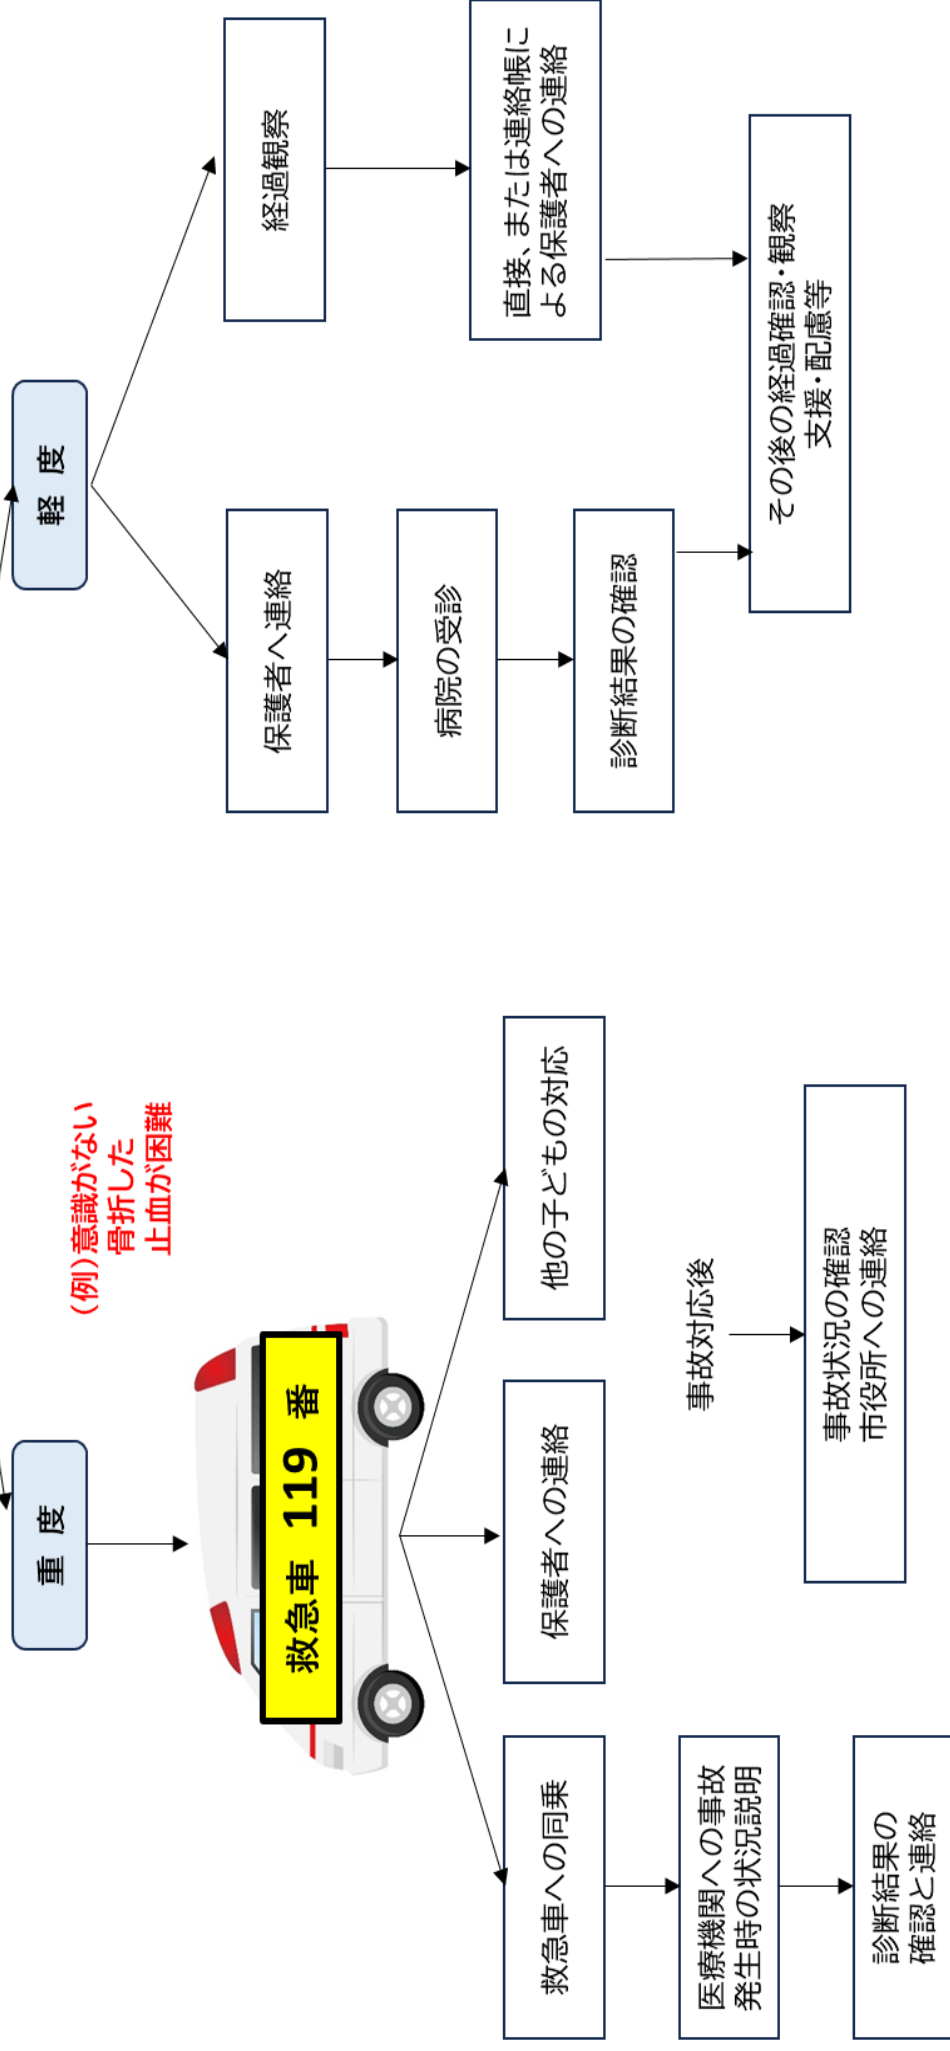 重 度
(例)意識がない
骨折した
止血が困難
救急車 119 番
救急車への同乗
医療機関への事故
発生時の状況説明
診断結果の
確認と連絡
保護者への連絡
他の子どもの対応
事故対応後
事故状況の確認
市役所への連絡
軽 度
保護者へ連絡
病院の受診
診断結果の確認
経過観察
直接、または連絡帳に
よる保護者への連絡
その後の経過確認・観察
支援・配慮等